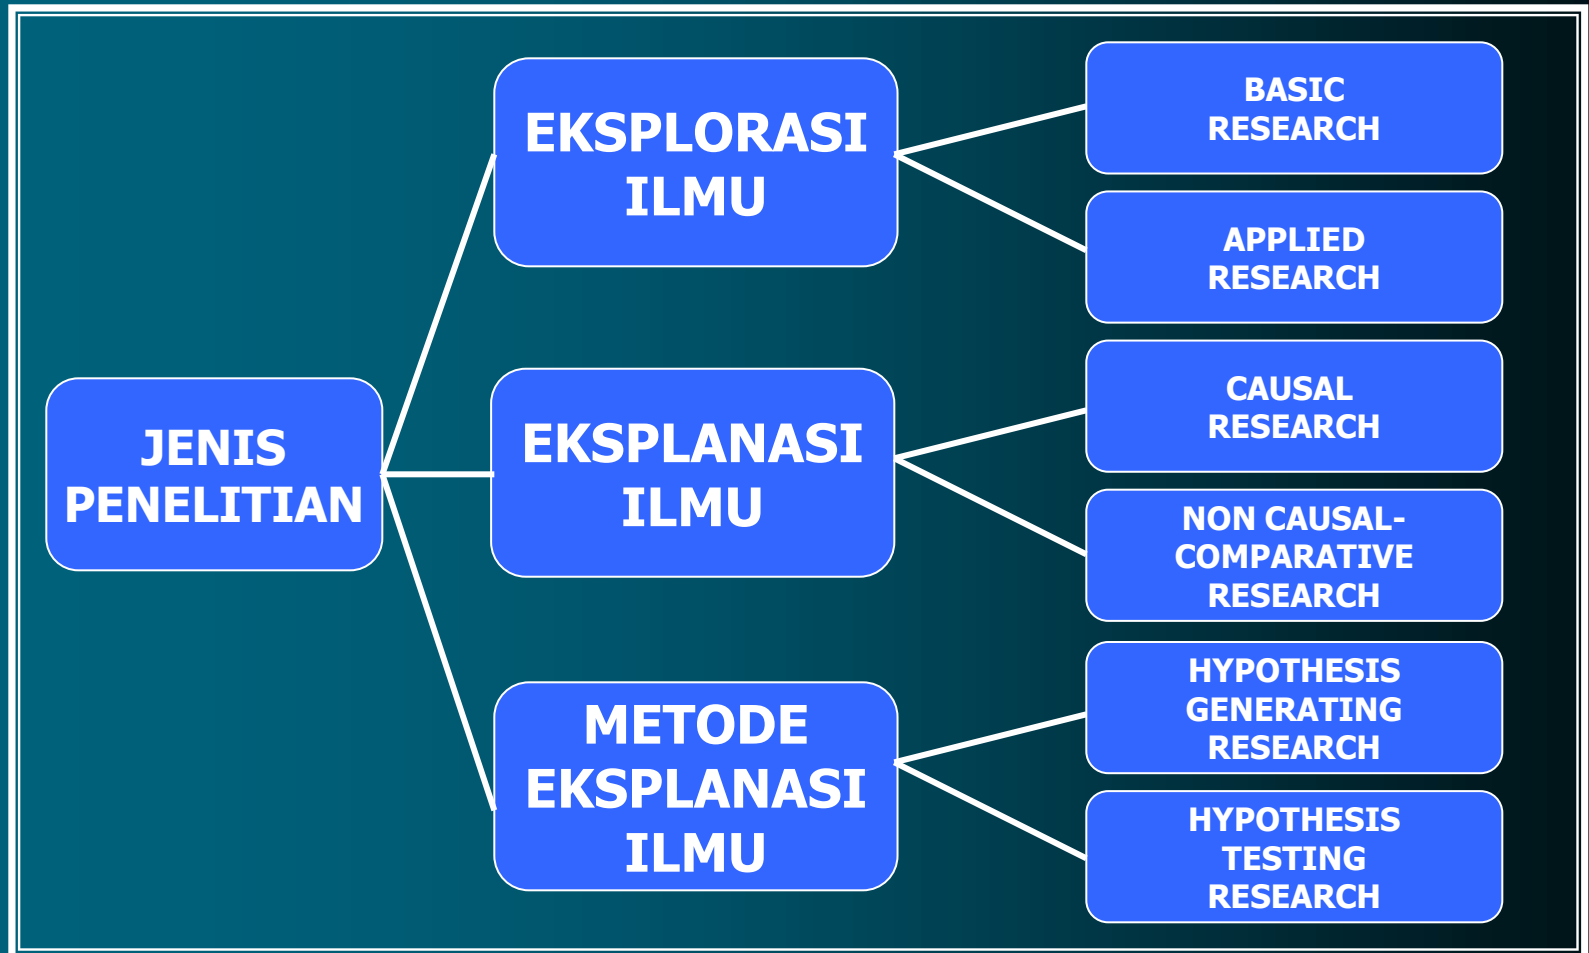 JENIS
PENELITIAN
EKSPLORASI
ILMU
BASIC
RESEARCH
APPLIED
RESEARCH
EKSPLANASI
ILMU
CAUSAL
RESEARCH
NON CAUSAL-
COMPARATIVE
RESEARCH
METODE
EKSPLANASI
ILMU
HYPOTHESIS
GENERATING
RESEARCH
HYPOTHESIS
TESTING
RESEARCH